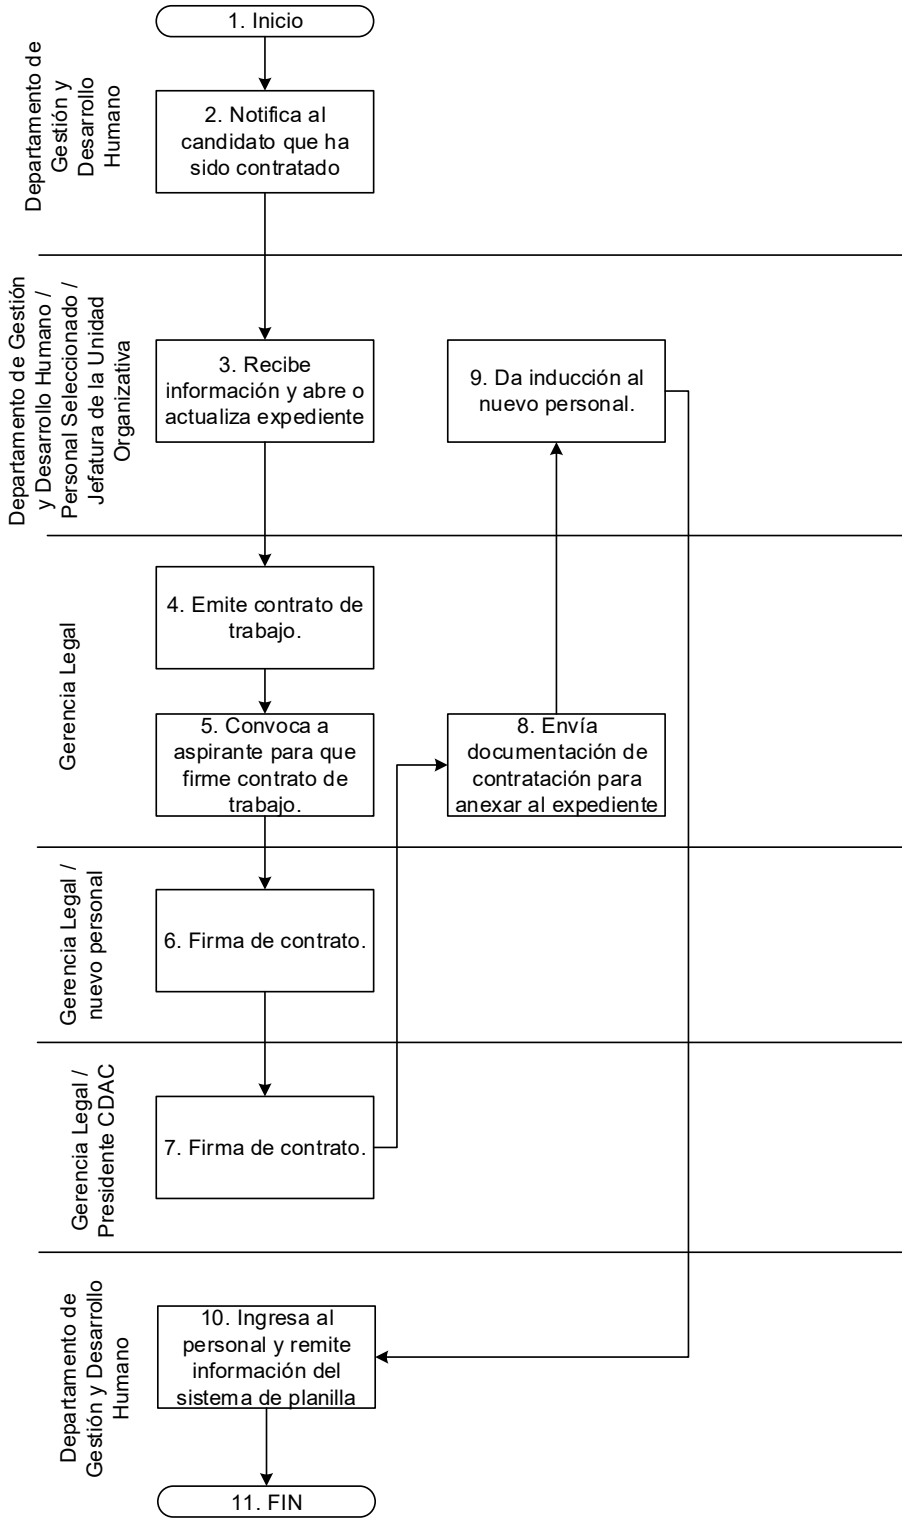 1. Inicio
Departamento de
Gestión y
Desarrollo
Humano
2. Notifica al
candidato que ha
sido contratado
Departamento de Gestión
y Desarrollo Humano /
Personal Seleccionado /
Jefatura de la Unidad
Organizativa
3. Recibe
información y abre o
actualiza expediente
9. Da inducción al
nuevo personal.
Gerencia Legal
4. Emite contrato de
trabajo.
5. Convoca a
aspirante para que
firme contrato de
trabajo.
8. Envía
documentación de
contratación para
anexar al expediente
Gerencia Legal /
nuevo personal
6. Firma de contrato.
Gerencia Legal /
Presidente CDAC
7. Firma de contrato.
Departamento de
Gestión y Desarrollo
Humano
10. Ingresa al
personal y remite
información del
sistema de planilla
11. FIN